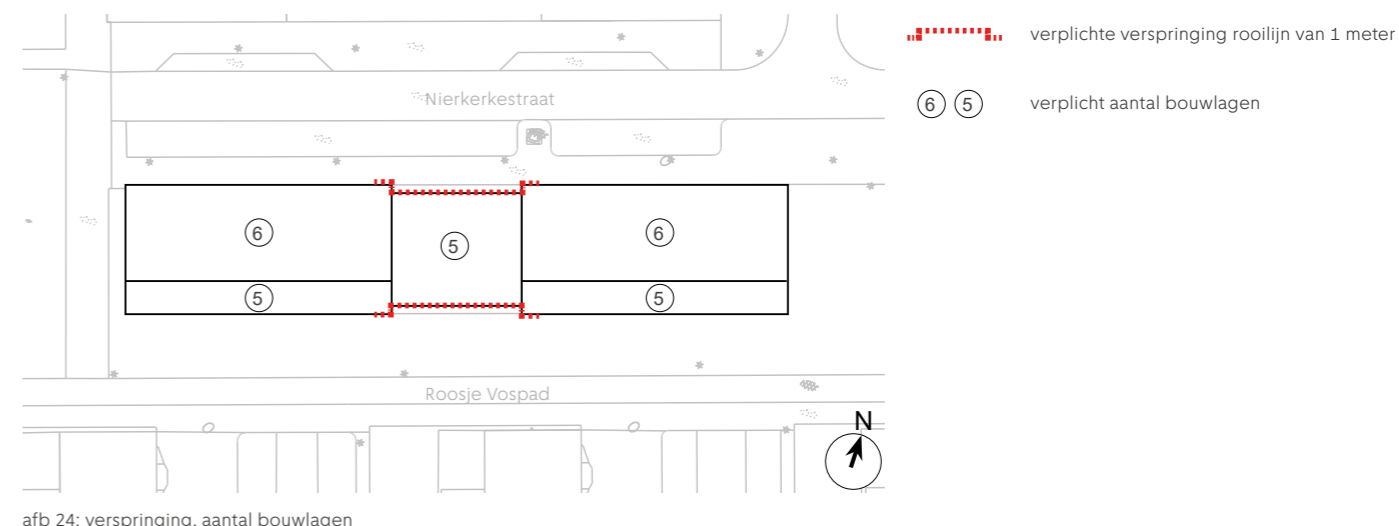 verplichte verspringing rooilijn van 1 meter
6 5 verplicht aantal bouwlagen
Nierkerkestraat
6
5
6
5
5
Roosje Vospad
N
afb 24: verspringing, aantal bouwlagen